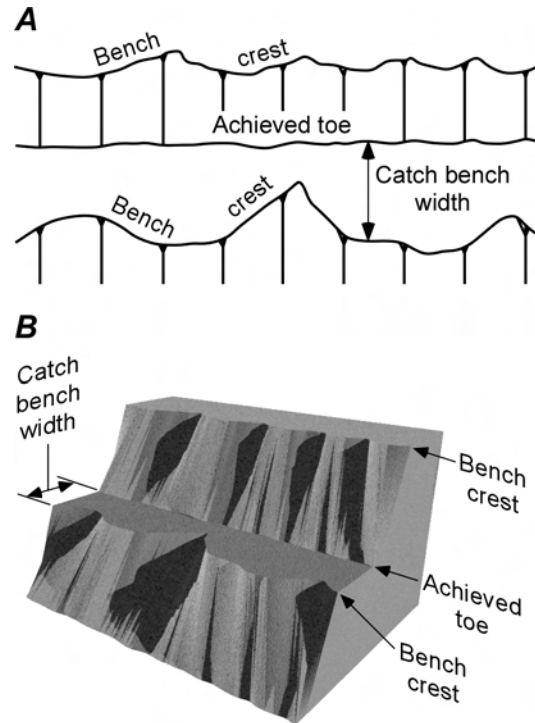 A
Bench crest
Achieved toe
Catch bench
width
Bench crest
B
Catch
bench
width
Bench
crest
Achieved
toe
Bench
crest